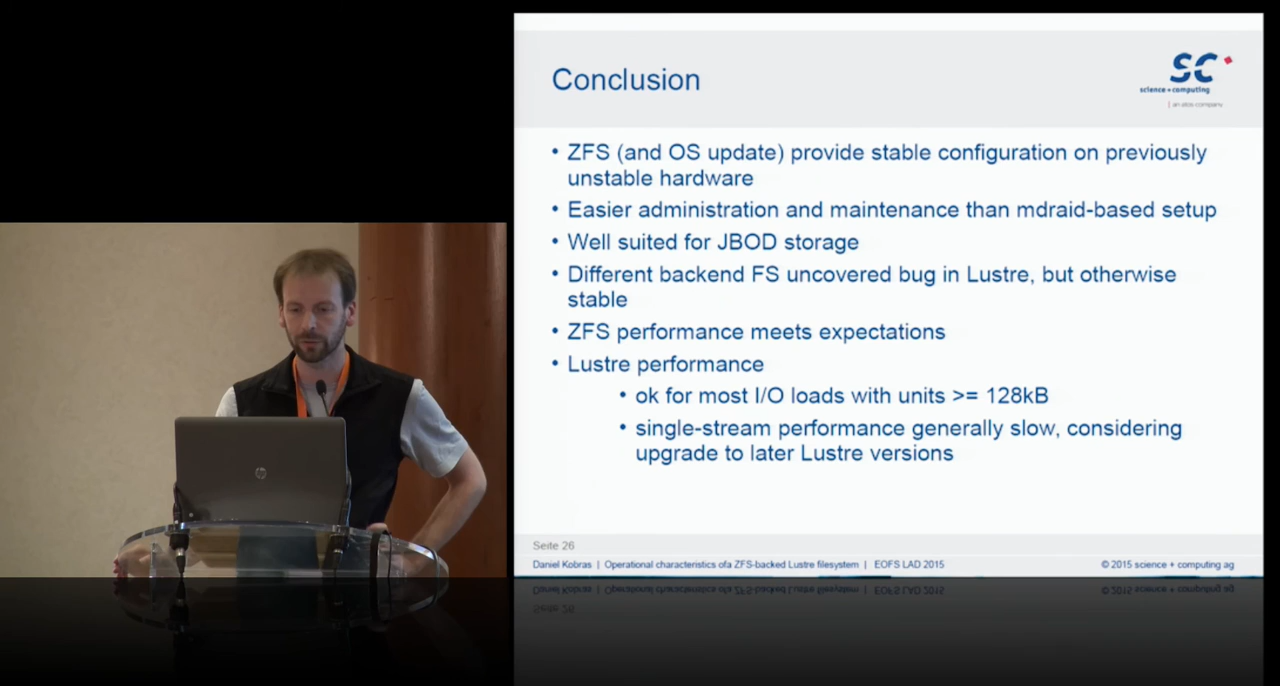 Conclusion
SC
science + computing
| an atos company
• ZFS (and OS update) provide stable configuration on previously
unstable hardware
• Easier administration and maintenance than mdraid-based setup
• Well suited for JBOD storage
• Different backend FS uncovered bug in Lustre, but otherwise
stable
• ZFS performance meets expectations
• Lustre performance
• ok for most I/O loads with units >= 128kB
• single-stream performance generally slow, considering
upgrade to later Lustre versions
Seite 26
Daniel Kobras | Operational characteristics ofa ZFS-backed Lustre filesystem | EOFS LAD 2015
© 2015 science + computing ag
hp